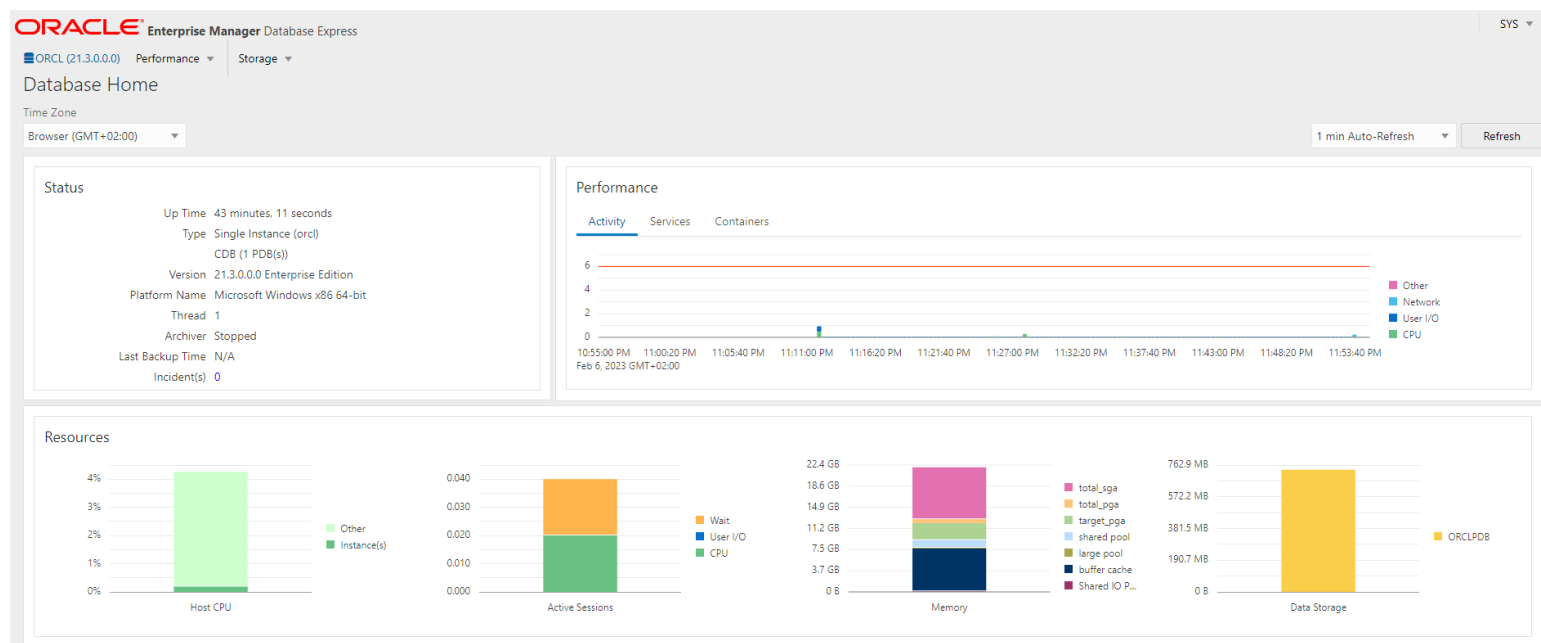 ORACLE Enterprise Manager Database Express
SYS
ORCL (21.3.0.0.0) Performance Storage
Database Home
Time Zone
Browser (GMT+02:00)
1 min Auto-Refresh Refresh
Status
Up Time 43 minutes, 11 seconds
Type Single Instance (orcl)
CDB (1 PDB(s))
Version 21.3.0.0.0 Enterprise Edition
Platform Name Microsoft Windows x86 64-bit
Thread 1
Archiver Stopped
Last Backup Time N/A
Incident(s) 0
Performance
Activity Services Containers
6
4
2
0
10:55:00 PM 11:00:20 PM 11:05:40 PM 11:11:00 PM 11:16:20 PM 11:21:40 PM 11:27:00 PM 11:32:20 PM 11:37:40 PM 11:43:00 PM 11:48:20 PM 11:53:40 PM
Feb 6, 2023 GMT+02:00
Other
Network
User I/O
CPU
Resources
4%
3%
2%
1%
0%
Host CPU
Other
Instance(s)
0.040
0.030
0.020
0.010
0.000
Active Sessions
Wait
User I/O
CPU
22.4 GB
18.6 GB
14.9 GB
11.2 GB
7.5 GB
3.7 GB
0 B
Memory
total_sga
total_pga
target_pga
shared pool
large pool
buffer cache
Shared IO P...
762.9 MB
572.2 MB
381.5 MB
190.7 MB
0 B
Data Storage
ORCLPDB